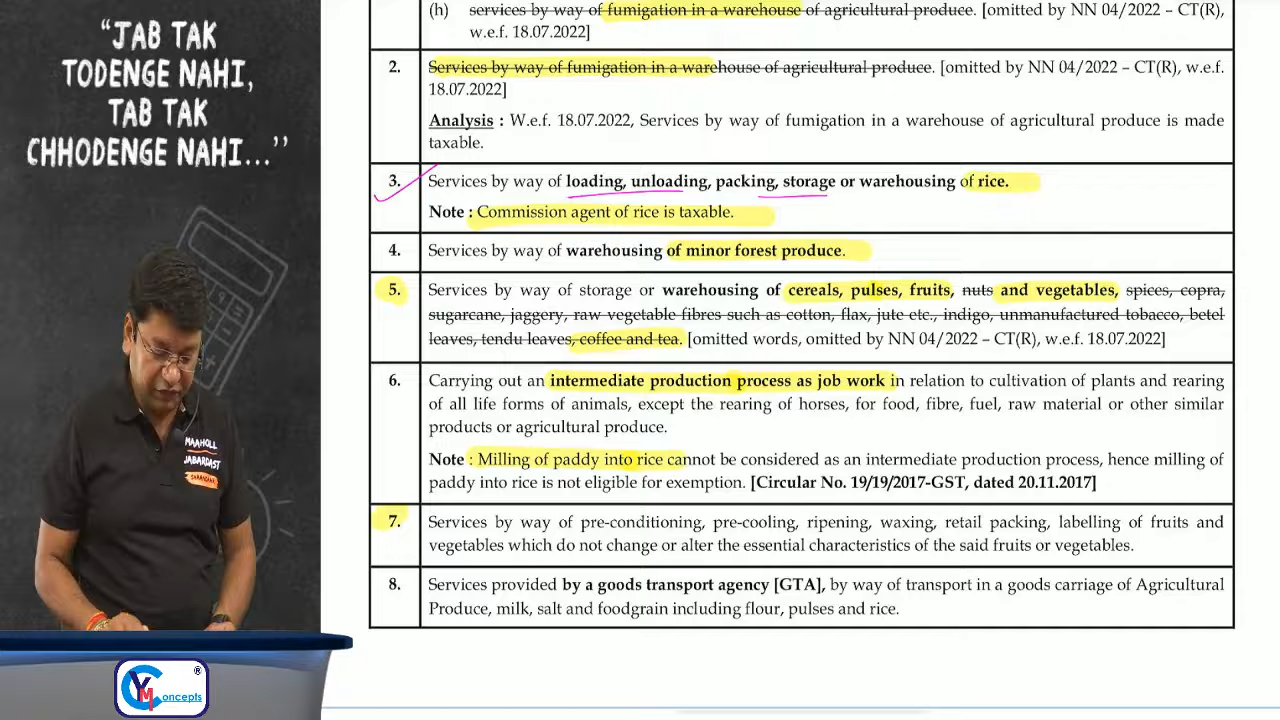 “JAB TAK
TODENGE NAHI,
TAB TAK
CHHODENGE NAHI...’’
MAAHOLL
JABARDAST
YM Concepts
®
(h) services by way of fumigation in a warehouse of agricultural produce. [omitted by NN 04/2022 – CT(R),
w.e.f. 18.07.2022]
2. Services by way of fumigation in a warehouse of agricultural produce. [omitted by NN 04/2022 – CT(R), w.e.f.
18.07.2022]
Analysis : W.e.f. 18.07.2022, Services by way of fumigation in a warehouse of agricultural produce is made
taxable.
3. Services by way of loading, unloading, packing, storage or warehousing of rice.
Note : Commission agent of rice is taxable.
4. Services by way of warehousing of minor forest produce.
5. Services by way of storage or warehousing of cereals, pulses, fruits, nuts and vegetables, spices, copra,
sugarcane, jaggery, raw vegetable fibres such as cotton, flax, jute etc., indigo, unmanufactured tobacco, betel
leaves, tendu leaves, coffee and tea. [omitted words, omitted by NN 04/2022 – CT(R), w.e.f. 18.07.2022]
6. Carrying out an intermediate production process as job work in relation to cultivation of plants and rearing
of all life forms of animals, except the rearing of horses, for food, fibre, fuel, raw material or other similar
products or agricultural produce.
Note : Milling of paddy into rice cannot be considered as an intermediate production process, hence milling of
paddy into rice is not eligible for exemption. [Circular No. 19/19/2017-GST, dated 20.11.2017]
7. Services by way of pre-conditioning, pre-cooling, ripening, waxing, retail packing, labelling of fruits and
vegetables which do not change or alter the essential characteristics of the said fruits or vegetables.
8. Services provided by a goods transport agency [GTA], by way of transport in a goods carriage of Agricultural
Produce, milk, salt and foodgrain including flour, pulses and rice.